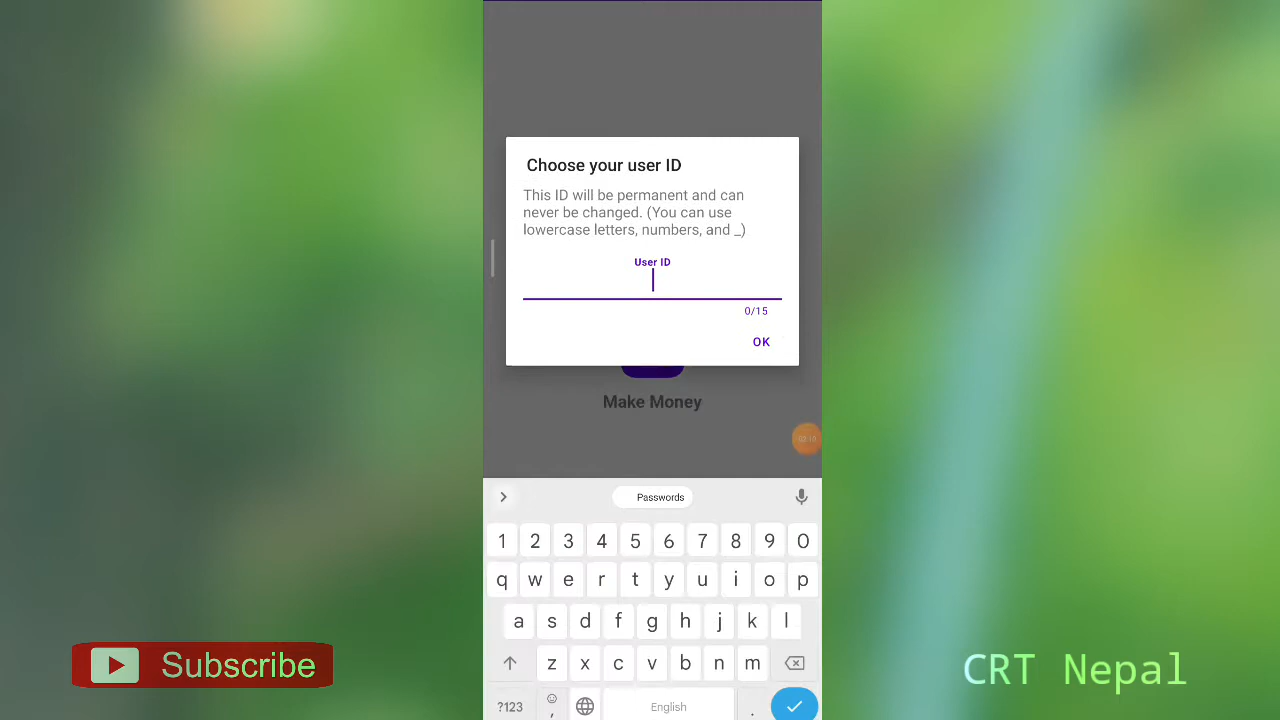 Choose your user ID
This ID will be permanent and can
never be changed. (You can use
lowercase letters, numbers, and _)
User ID
0/15
OK
Make Money
Passwords
1 2 3 4 5 6 7 8 9 0
q w e r t y u i o p
a s d f g h j k l
z x c v b n m
?123 , English .
Subscribe
CRT Nepal